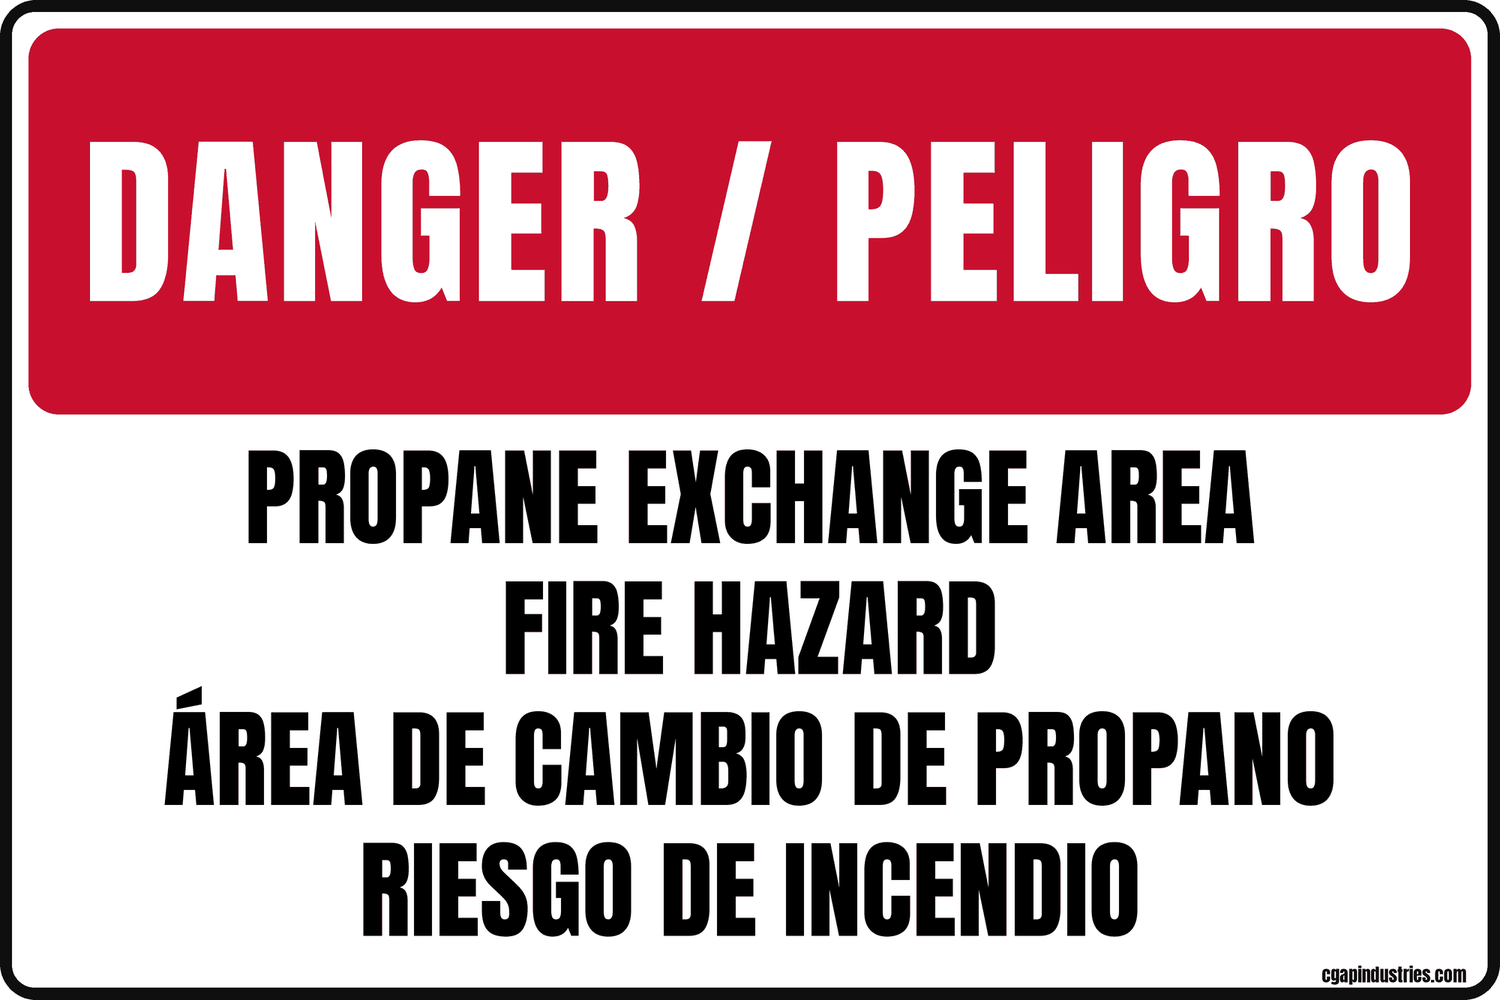 DANGER / PELIGRO
PROPANE EXCHANGE AREA
FIRE HAZARD
ÁREA DE CAMBIO DE PROPANO
RIESGO DE INCENDIO
cgapindustries.com